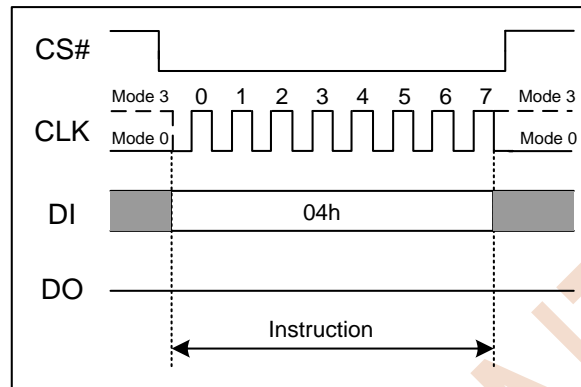 CS#
Mode 3 0 1 2 3 4 5 6 7 Mode 3
CLK
Mode 0 Mode 0
DI 04h
DO
Instruction